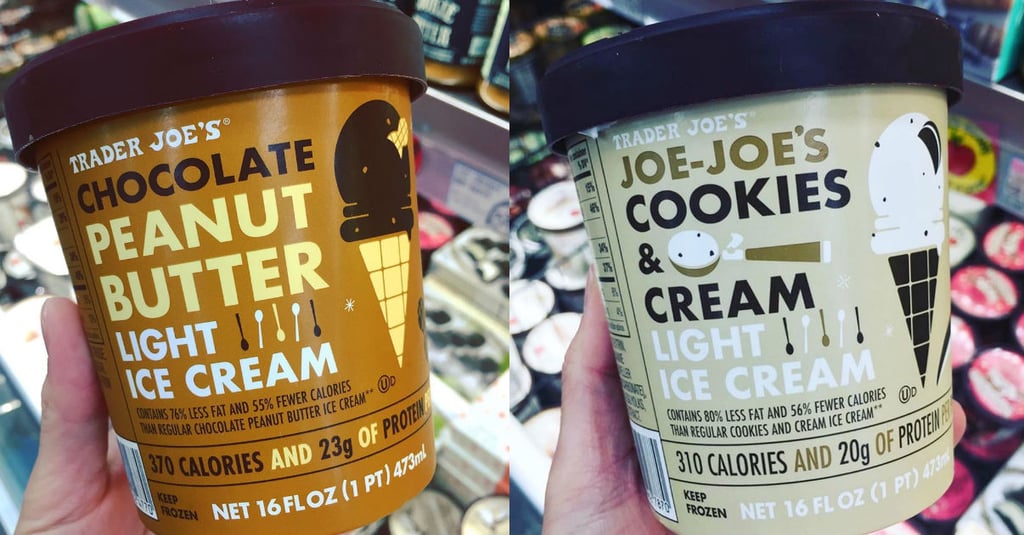 TRADER JOE'S®
CHOCOLATE
PEANUT
BUTTER
LIGHT
ICE CREAM
CONTAINS 76% LESS FAT AND 55% FEWER CALORIES
THAN REGULAR CHOCOLATE PEANUT BUTTER ICE CREAM**
UD
370 CALORIES AND 23g OF PROTEIN
KEEP
FROZEN
NET 16 FL OZ (1 PT) 473mL
TRADER JOE'S®
JOE-JOE'S
COOKIES
&
CREAM
LIGHT
ICE CREAM
CONTAINS 80% LESS FAT AND 56% FEWER CALORIES
THAN REGULAR COOKIES AND CREAM ICE CREAM**
UD
310 CALORIES AND 20g OF PROTEIN
KEEP
FROZEN
NET 16 FL OZ (1 PT) 473mL